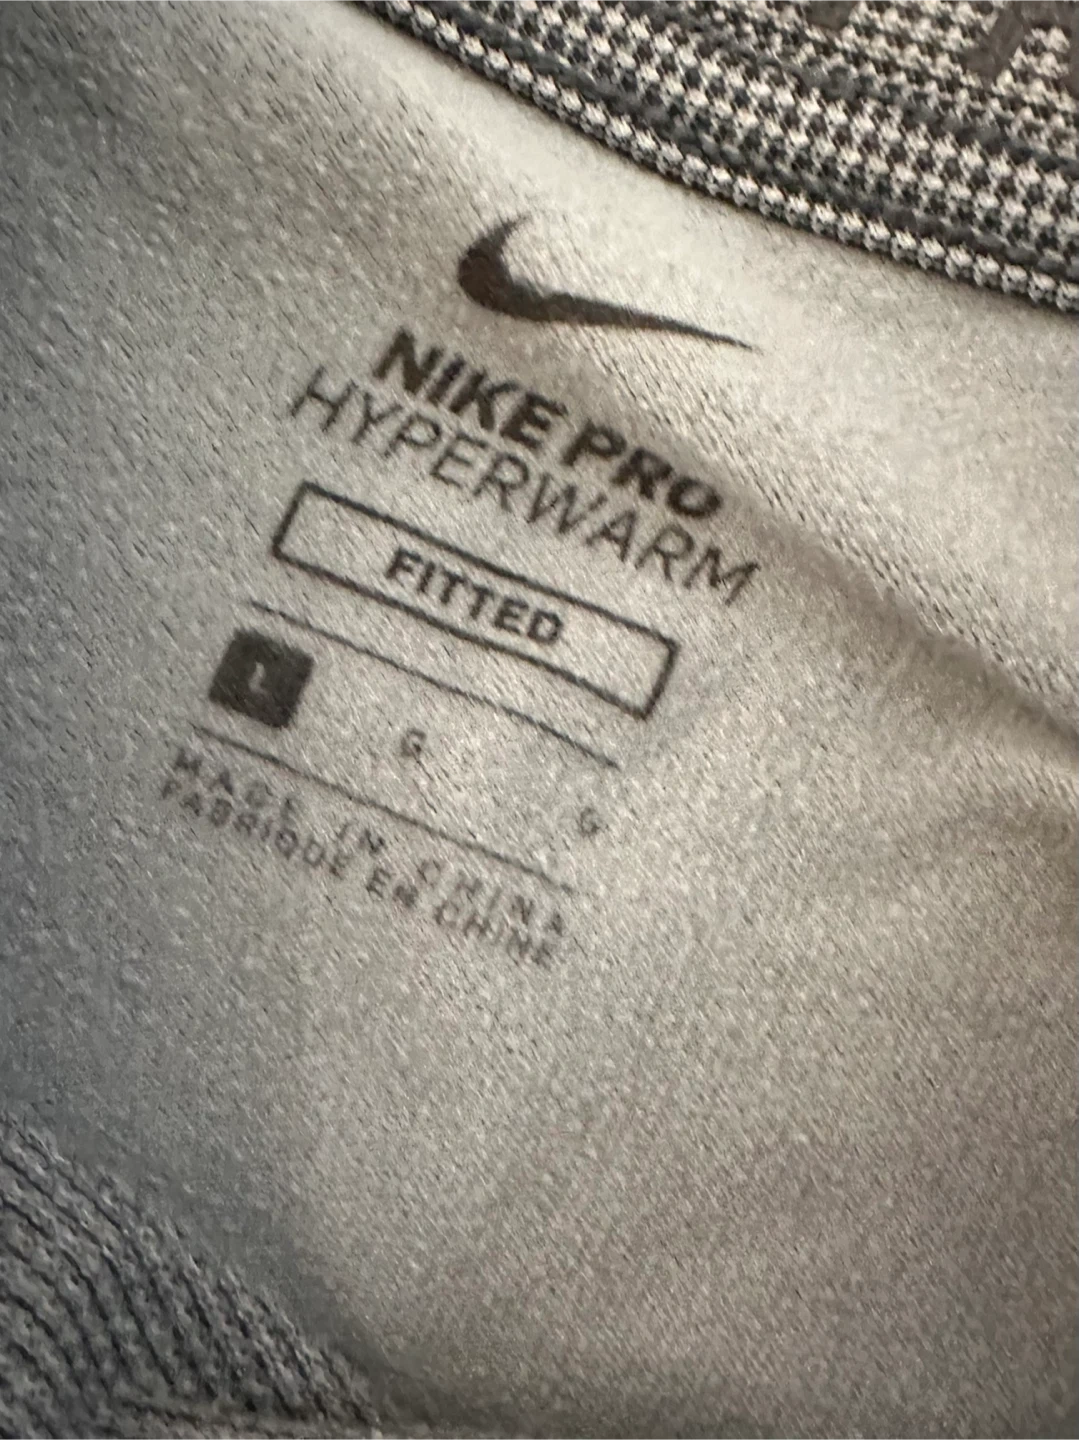 NIKE PRO
HYPERWARM
FITTED
L G G
MADE IN CHINA
FABRIQUÉ EN CHINE